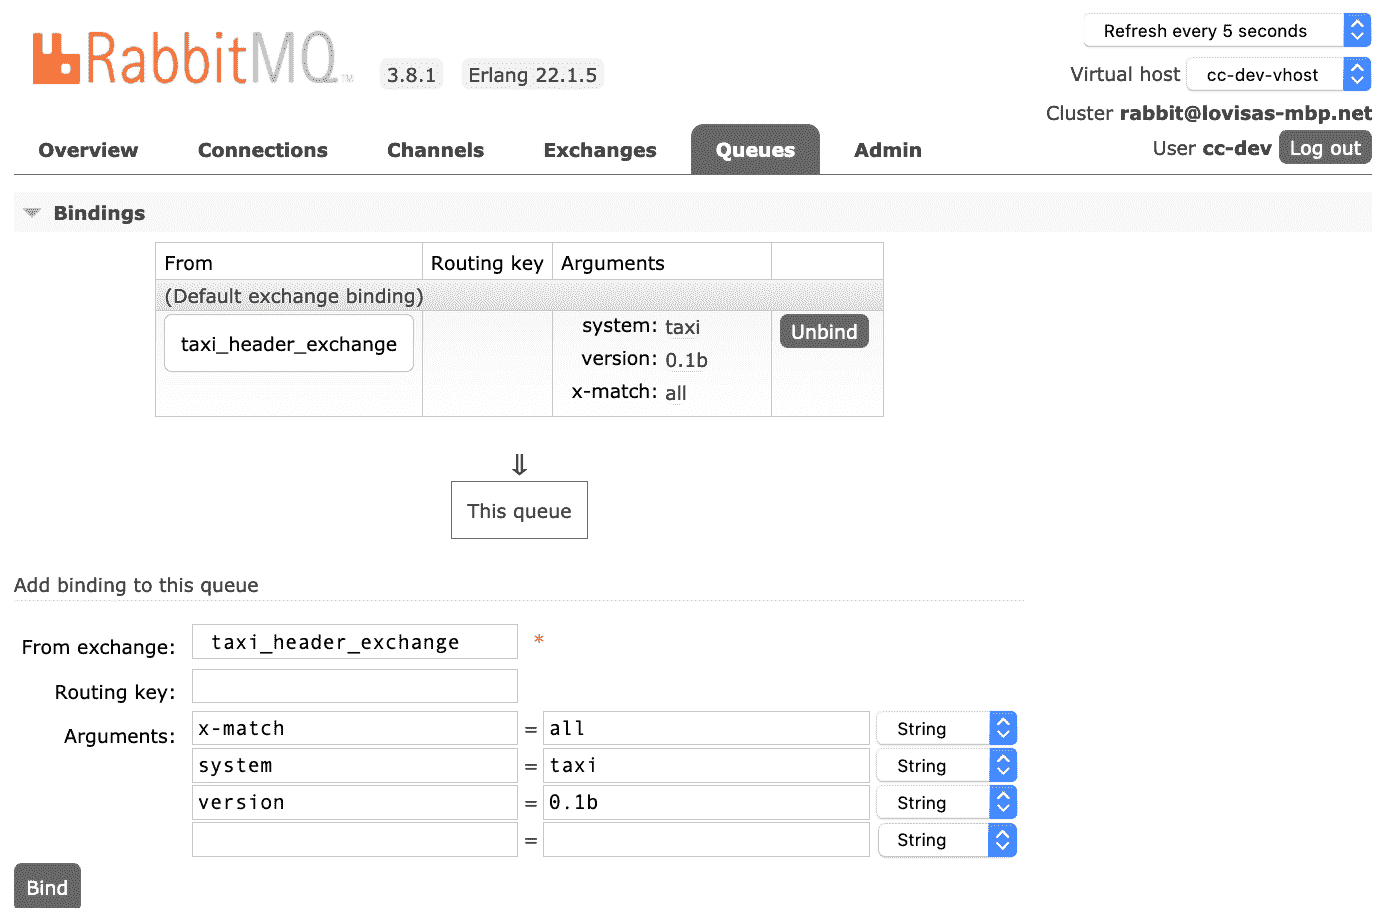 RabbitMQ TM 3.8.1 Erlang 22.1.5
Refresh every 5 seconds
Virtual host cc-dev-vhost
Cluster rabbit@lovisas-mbp.net
User cc-dev Log out
Overview Connections Channels Exchanges Queues Admin
Bindings
From Routing key Arguments
(Default exchange binding)
taxi_header_exchange system: taxi Unbind
version: 0.1b
x-match: all
⇓
This queue
Add binding to this queue
From exchange: taxi_header_exchange *
Routing key:
Arguments: x-match = all String
system = taxi String
version = 0.1b String
= String
Bind